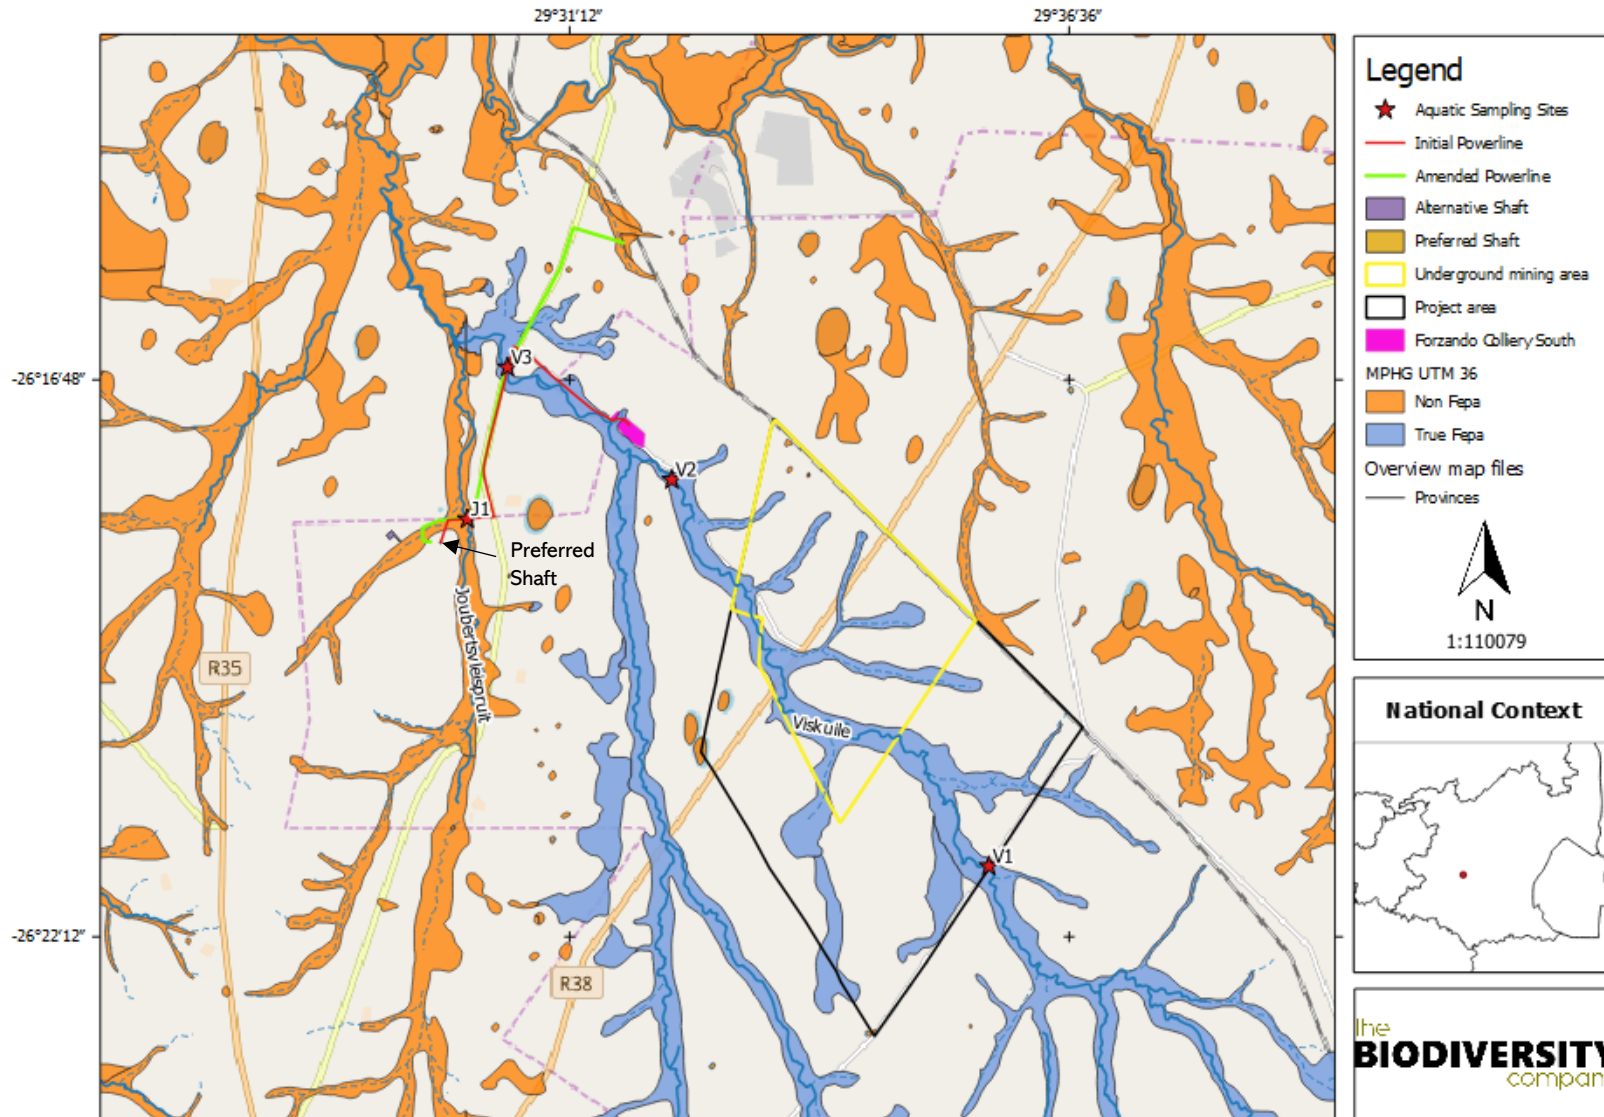 29°31'12"
29°36'36"
-26°16'48"
-26°22'12"
V3
V2
J1
Preferred
Shaft
Joubertsvleispruit
R35
Viskuile
V1
R38
Legend
Aquatic Sampling Sites
Initial Powerline
Amended Powerline
Alternative Shaft
Preferred Shaft
Underground mining area
Project area
Forzando Colliery South
MPHG UTM 36
Non Fepa
True Fepa
Overview map files
Provinces
N
1:110079
National Context
the
BIODIVERSITY
compan